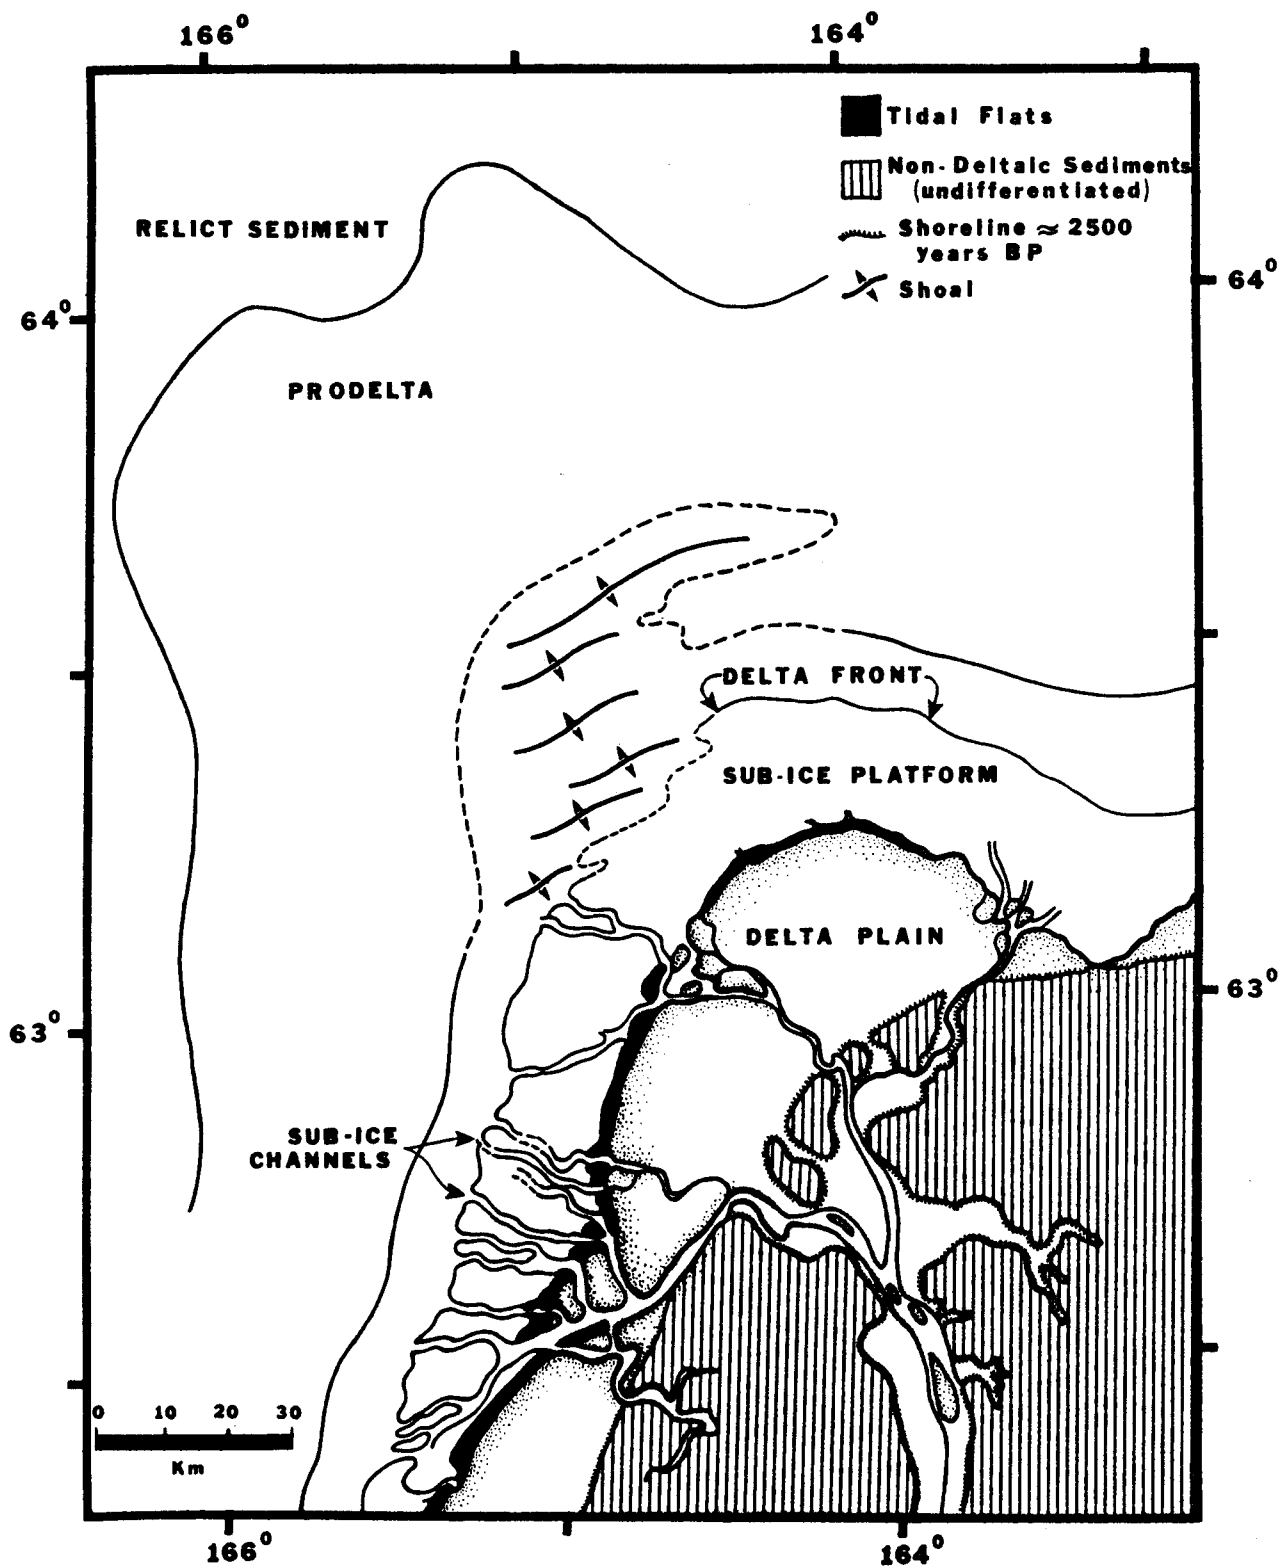 166° 164°
Tidal Flats
Non-Deltaic Sediments
(undifferentiated)
Shoreline ≈ 2500
years BP
Shoal
RELICT SEDIMENT
64° 64°
PRODELTA
DELTA FRONT
SUB-ICE PLATFORM
DELTA PLAIN
63° 63°
SUB-ICE
CHANNELS
0 10 20 30
Km
166° 164°